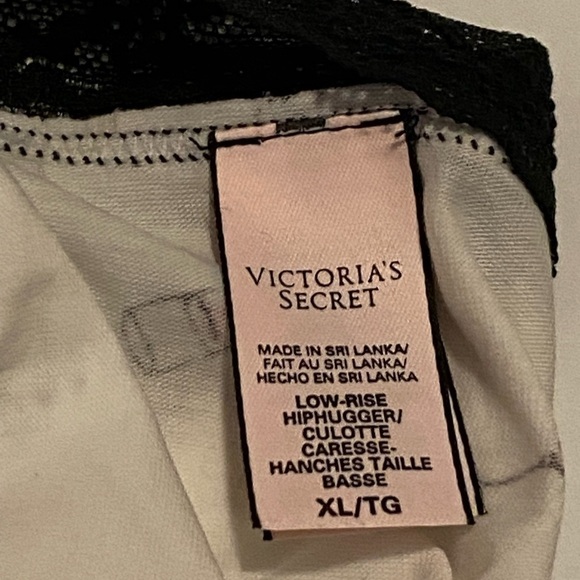 VICTORIA'S
SECRET
MADE IN SRI LANKA/
FAIT AU SRI LANKA/
HECHO EN SRI LANKA
LOW-RISE
HIPHUGGER/
CULOTTE
CARESSE-
HANCHES TAILLE
BASSE
XL/TG